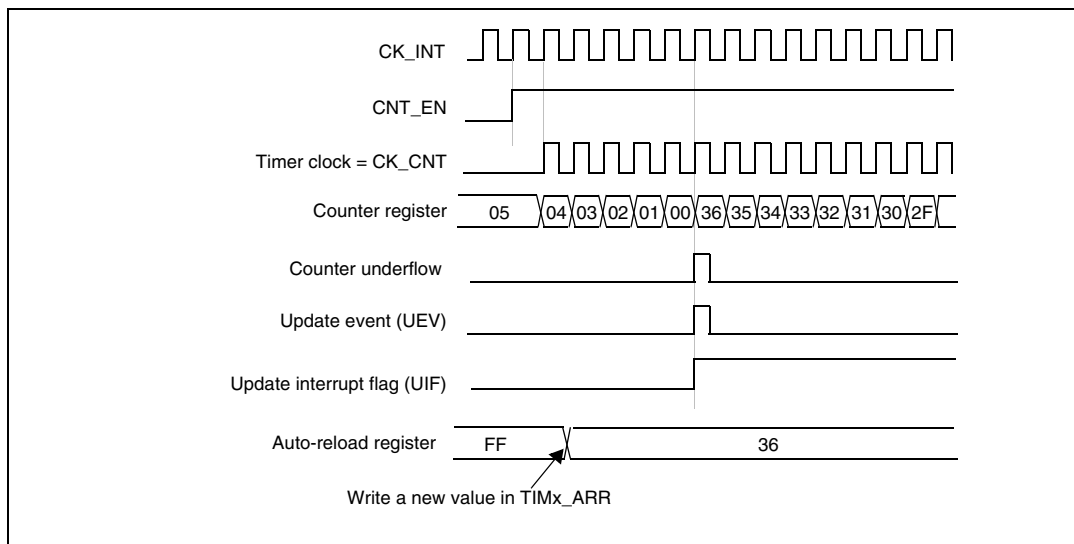 CK_INT
CNT_EN
Timer clock = CK_CNT
Counter register 05 04 03 02 01 00 36 35 34 33 32 31 30 2F
Counter underflow
Update event (UEV)
Update interrupt flag (UIF)
Auto-reload register FF 36
Write a new value in TIMx_ARR